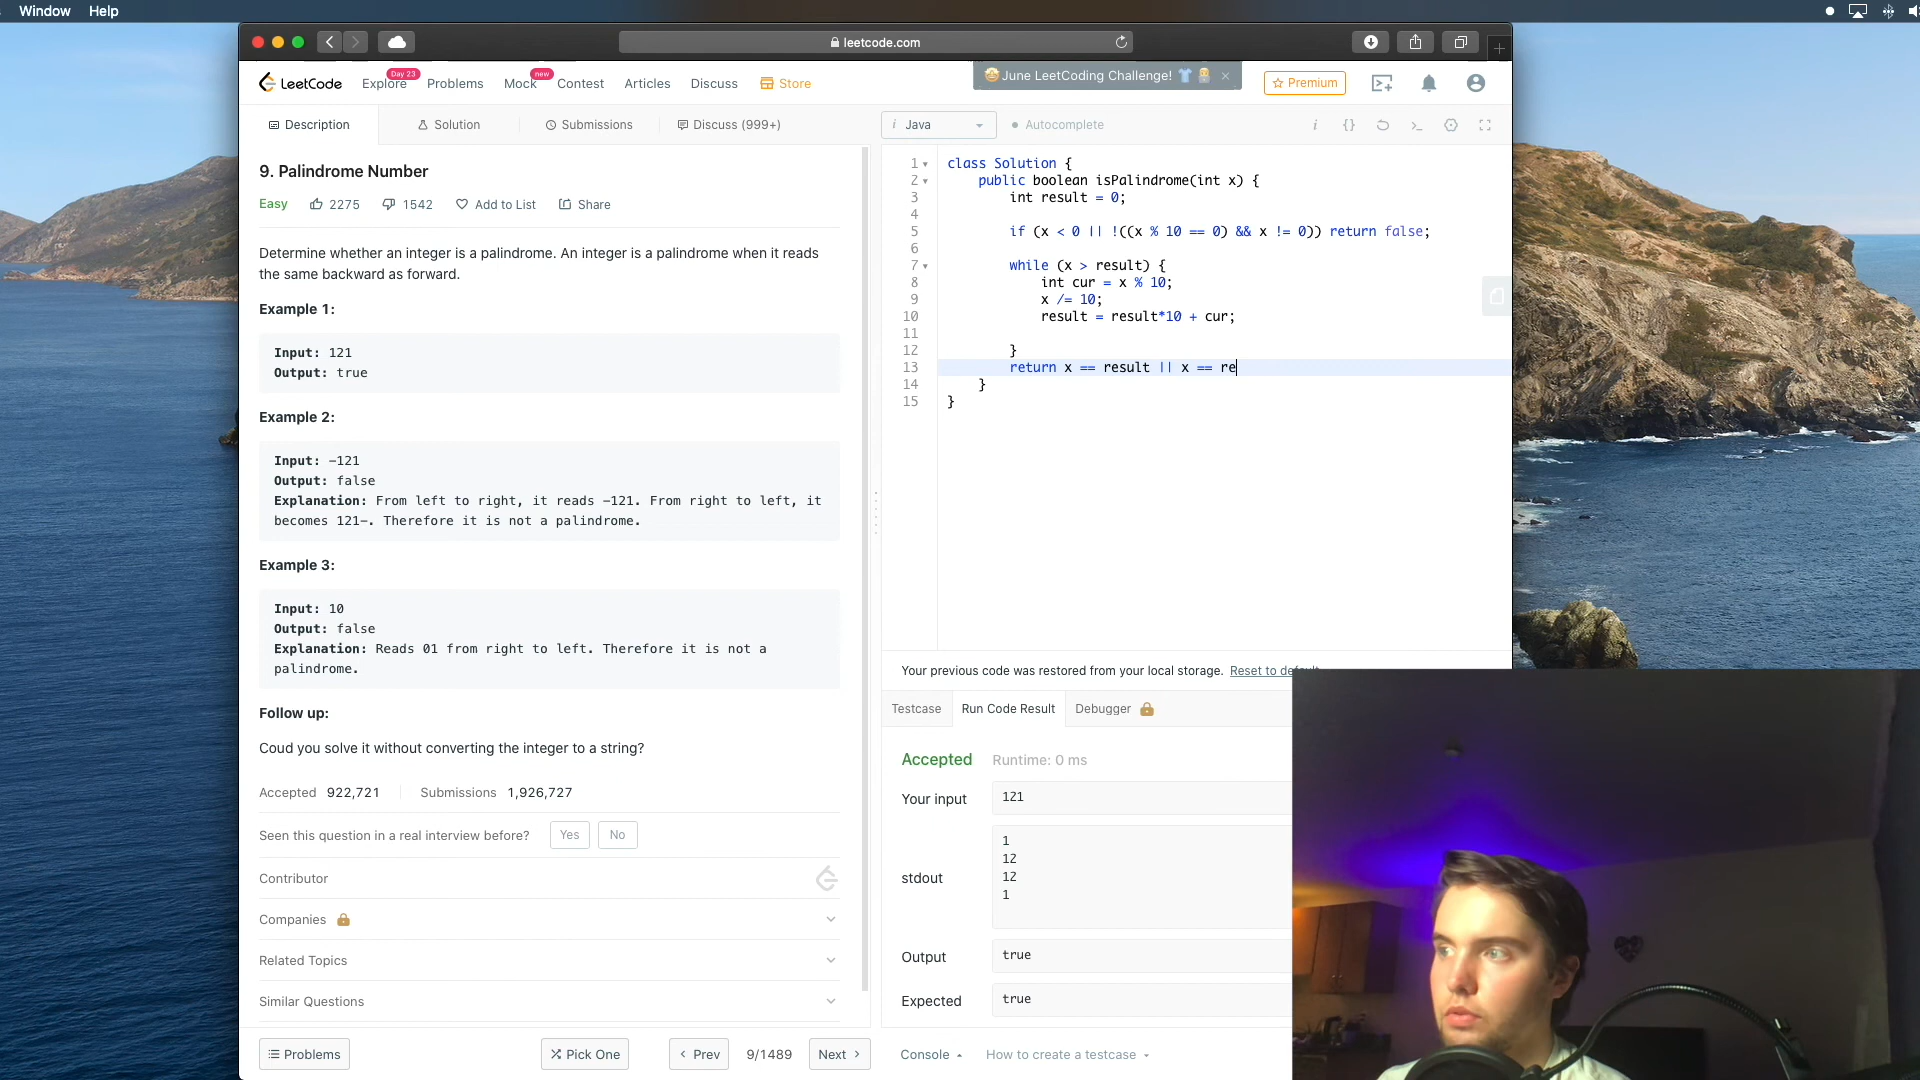 Window Help
leetcode.com
LeetCode Explore Day 23 Problems Mock new Contest Articles Discuss Store
🤩June LeetCoding Challenge! × Premium
Description Solution Submissions Discuss (999+)
i Java Autocomplete
9. Palindrome Number
Easy 2275 1542 Add to List Share
Determine whether an integer is a palindrome. An integer is a palindrome when it reads
the same backward as forward.
Example 1:
Input: 121
Output: true
Example 2:
Input: -121
Output: false
Explanation: From left to right, it reads -121. From right to left, it
becomes 121-. Therefore it is not a palindrome.
Example 3:
Input: 10
Output: false
Explanation: Reads 01 from right to left. Therefore it is not a
palindrome.
Follow up:
Coud you solve it without converting the integer to a string?
Accepted 922,721 Submissions 1,926,727
Seen this question in a real interview before? Yes No
Contributor
Companies
Related Topics
Similar Questions
Problems Pick One Prev 9/1489 Next
1 class Solution {
2 public boolean isPalindrome(int x) {
3 int result = 0;
4
5 if (x < 0 || !((x % 10 == 0) && x != 0)) return false;
6
7 while (x > result) {
8 int cur = x % 10;
9 x /= 10;
10 result = result*10 + cur;
11
12 }
13 return x == result || x == re
14 }
15 }
Your previous code was restored from your local storage. Reset to default
Testcase Run Code Result Debugger
Accepted Runtime: 0 ms
Your input 121
stdout
1
12
12
1
Output true
Expected true
Console How to create a testcase